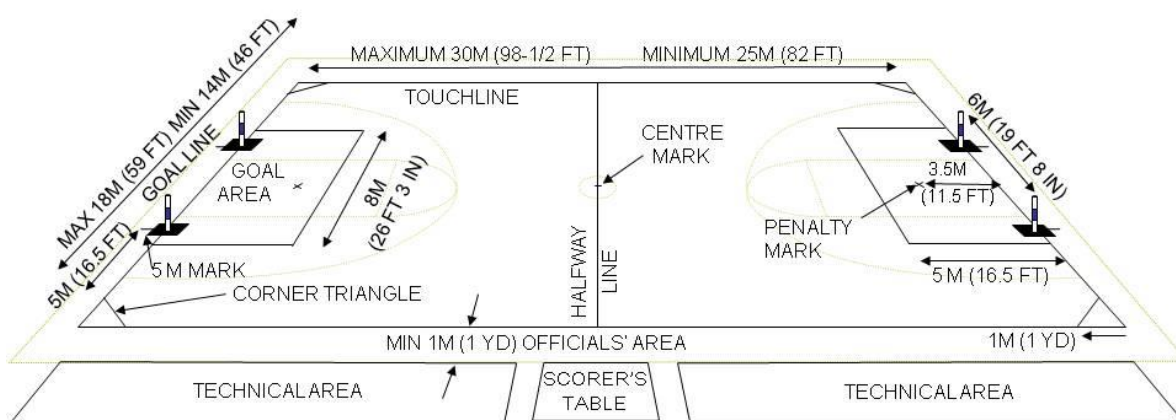 MAXIMUM 30M (98-1/2 FT)
MINIMUM 25M (82 FT)
MAX 18M (59 FT) MIN 14M (46 FT)
GOAL LINE
TOUCHLINE
CENTRE
MARK
6M (19 FT 8 IN)
GOAL
AREA
8M
(26 FT 3 IN)
3.5M
(11.5 FT)
PENALTY
MARK
5M (16.5 FT)
5M MARK
5M (16.5 FT)
CORNER TRIANGLE
HALFWAY
LINE
MIN 1M (1 YD) OFFICIALS' AREA
1M (1 YD)
TECHNICAL AREA
SCORER'S
TABLE
TECHNICAL AREA